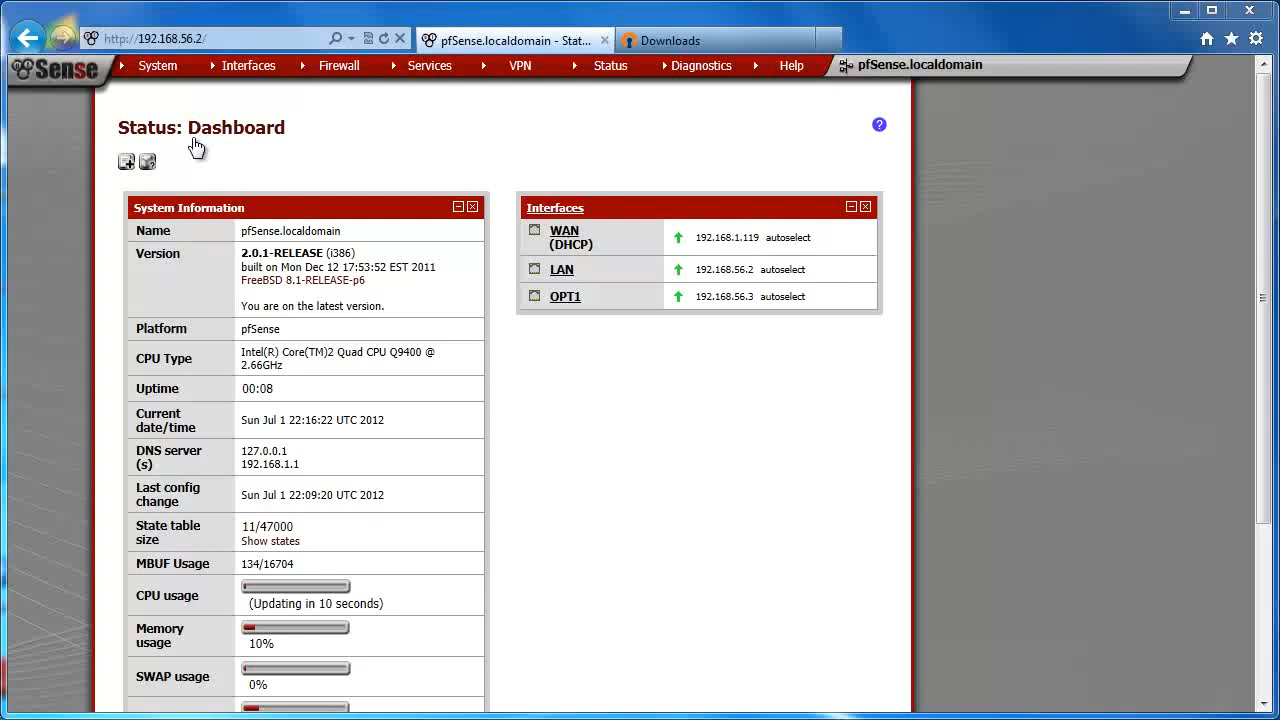 http://192.168.56.2/
pfSense.localdomain - Stat...
Downloads
Sense
System
Interfaces
Firewall
Services
VPN
Status
Diagnostics
Help
pfSense.localdomain
Status: Dashboard
?
System Information
Name
pfSense.localdomain
Version
2.0.1-RELEASE (i386)
built on Mon Dec 12 17:53:52 EST 2011
FreeBSD 8.1-RELEASE-p6
You are on the latest version.
Platform
pfSense
CPU Type
Intel(R) Core(TM)2 Quad CPU Q9400 @
2.66GHz
Uptime
00:08
Current
date/time
Sun Jul 1 22:16:22 UTC 2012
DNS server
(s)
127.0.0.1
192.168.1.1
Last config
change
Sun Jul 1 22:09:20 UTC 2012
State table
size
11/47000
Show states
MBUF Usage
134/16704
CPU usage
(Updating in 10 seconds)
Memory
usage
10%
SWAP usage
0%
Interfaces
WAN
(DHCP)
192.168.1.119 autoselect
LAN
192.168.56.2 autoselect
OPT1
192.168.56.3 autoselect